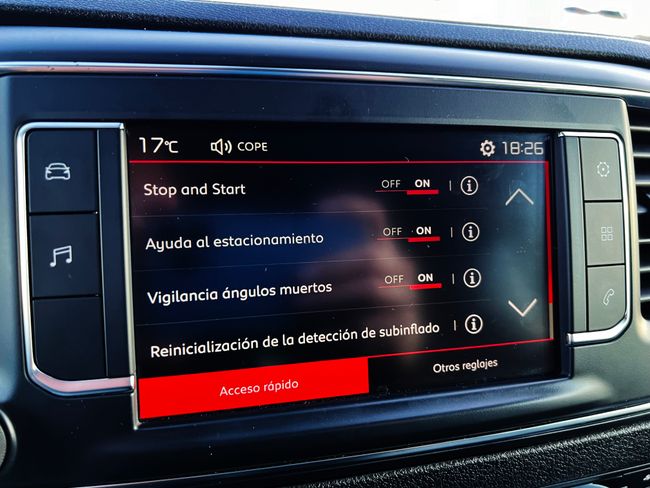 17°C COPE 18:26
Stop and Start OFF ON i
Ayuda al estacionamiento OFF ON i
Vigilancia ángulos muertos OFF ON i
Reinicialización de la detección de subinflado i
Acceso rápido Otros reglajes